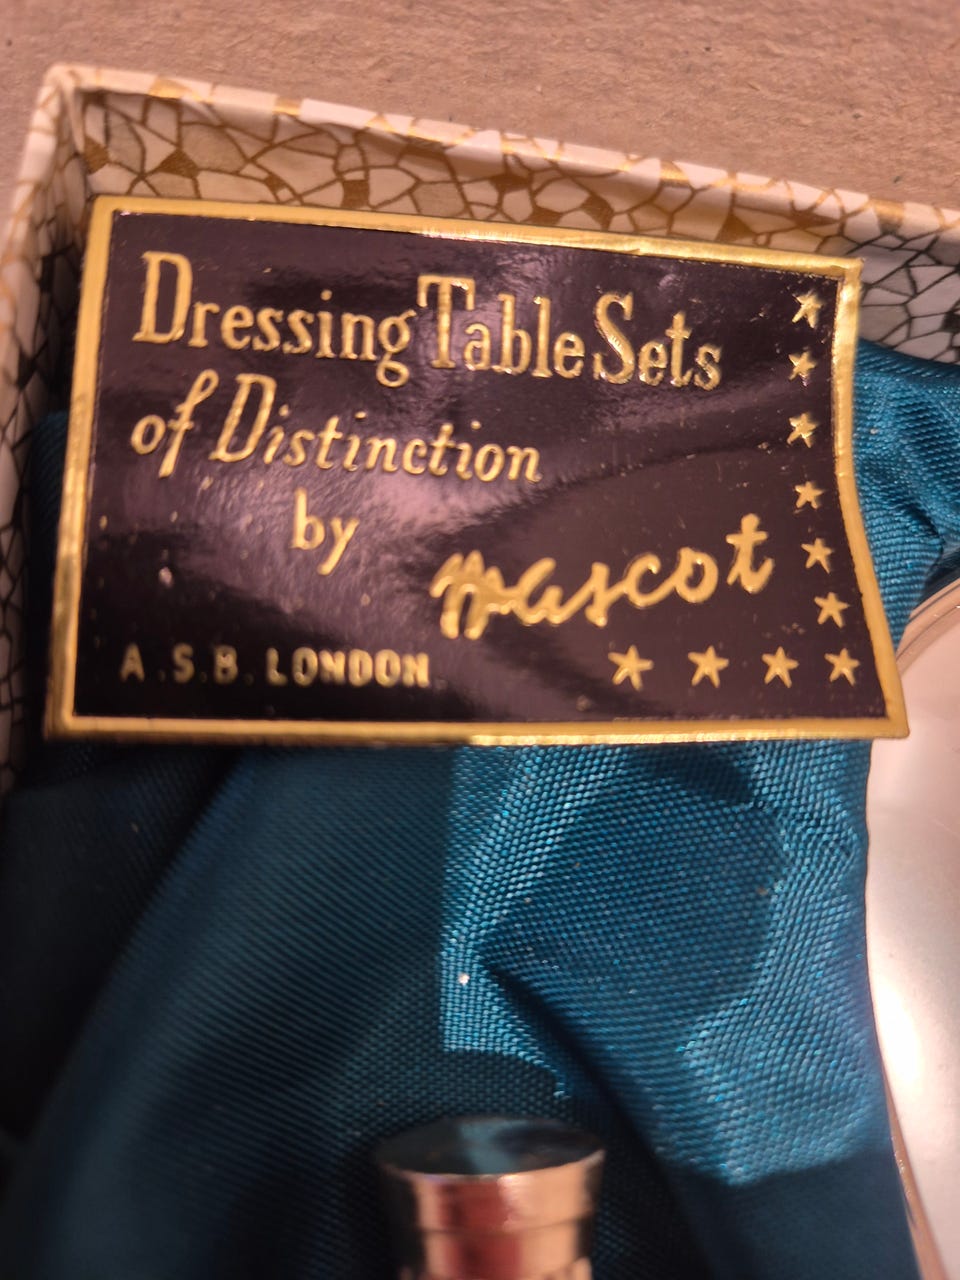 Dressing Table Sets
of Distinction
by
Mascot
A.S.B. LONDON